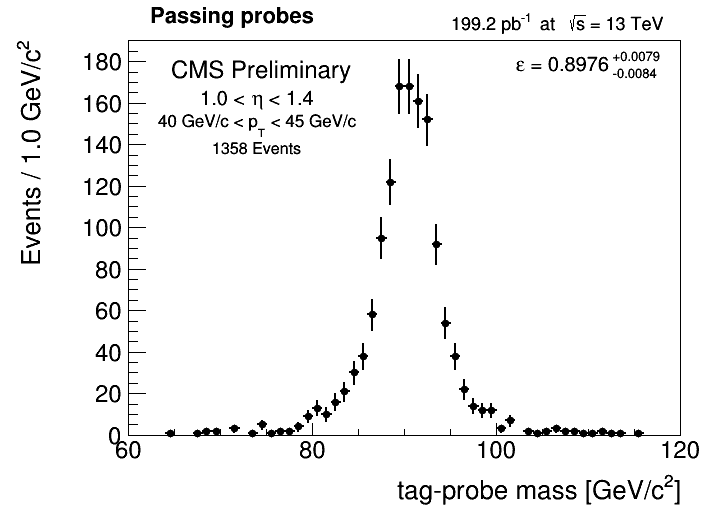 Passing probes
199.2 pb⁻¹ at √s = 13 TeV
CMS Preliminary
1.0 < η < 1.4
40 GeV/c < p_T < 45 GeV/c
1358 Events
ε = 0.8976 +0.0079 -0.0084
Events / 1.0 GeV/c²
180
160
140
120
100
80
60
40
20
0
60 80 100 120
tag-probe mass [GeV/c²]